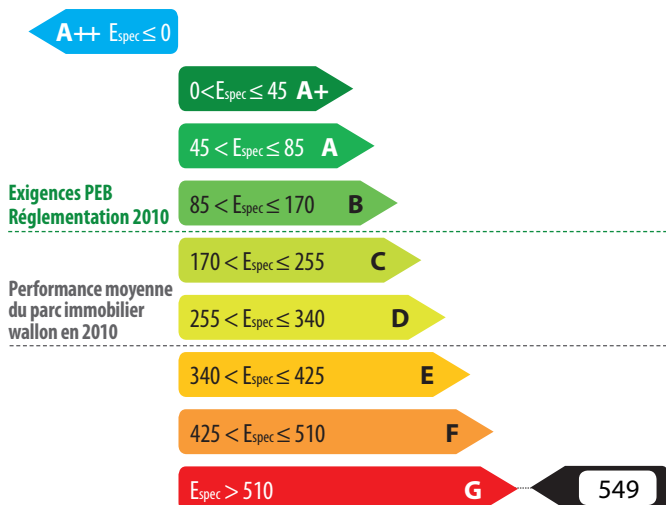 A++ Espec ≤ 0
0<Espec ≤ 45 A+
45 < Espec ≤ 85 A
Exigences PEB
Réglementation 2010
85 < Espec ≤ 170 B
170 < Espec ≤ 255 C
Performance moyenne
du parc immobilier
wallon en 2010
255 < Espec ≤ 340 D
340 < Espec ≤ 425 E
425 < Espec ≤ 510 F
Espec > 510 G
549